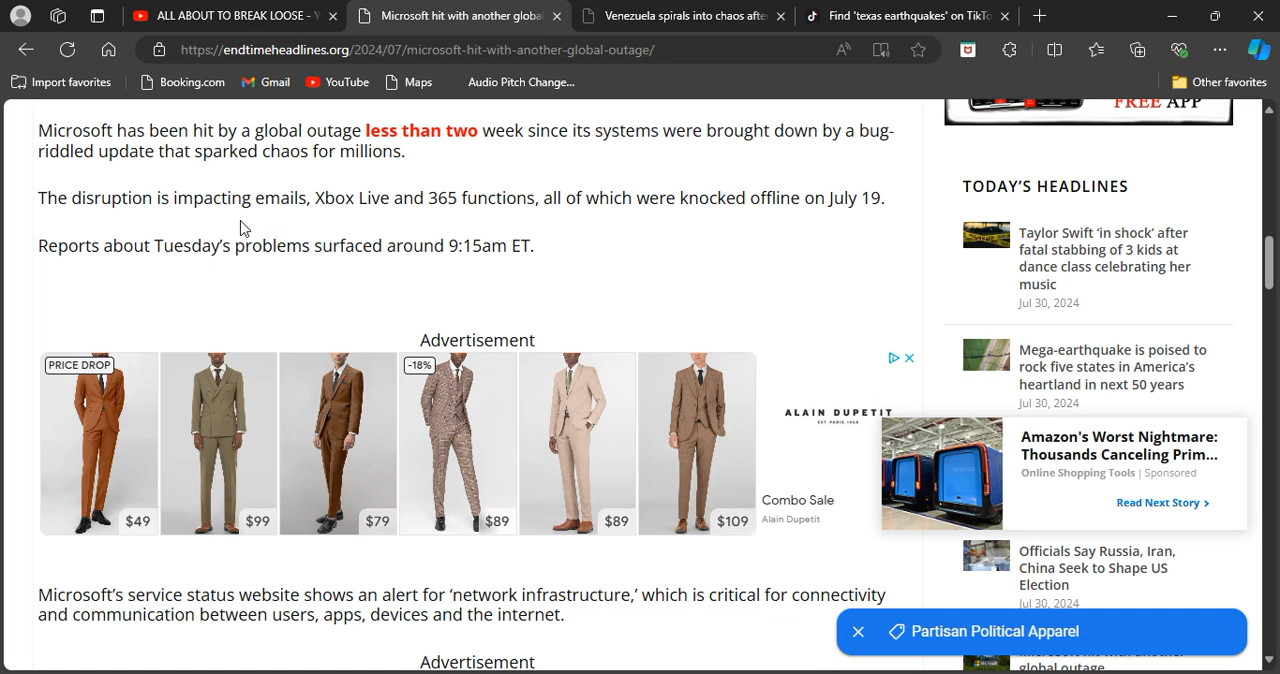 ALL ABOUT TO BREAK LOOSE - Y
Microsoft hit with another globa
Venezuela spirals into chaos afte
Find 'texas earthquakes' on TikTo
https://endtimeheadlines.org/2024/07/microsoft-hit-with-another-global-outage/
Import favorites
Booking.com
Gmail
YouTube
Maps
Audio Pitch Change...
Other favorites
Microsoft has been hit by a global outage less than two week since its systems were brought down by a bug-
riddled update that sparked chaos for millions.
The disruption is impacting emails, Xbox Live and 365 functions, all of which were knocked offline on July 19.
Reports about Tuesday's problems surfaced around 9:15am ET.
Advertisement
PRICE DROP
-18%
$49
$99
$79
$89
$89
$109
ALAIN DUPETIT
EST PARIS 1980
Combo Sale
Alain Dupetit
Microsoft's service status website shows an alert for 'network infrastructure,' which is critical for connectivity
and communication between users, apps, devices and the internet.
Advertisement
FREE APP
TODAY'S HEADLINES
Taylor Swift 'in shock' after
fatal stabbing of 3 kids at
dance class celebrating her
music
Jul 30, 2024
Mega-earthquake is poised to
rock five states in America's
heartland in next 50 years
Jul 30, 2024
Amazon's Worst Nightmare:
Thousands Canceling Prim...
Online Shopping Tools | Sponsored
Read Next Story >
Officials Say Russia, Iran,
China Seek to Shape US
Election
Jul 30, 2024
Partisan Political Apparel
Microsoft hit with another
global outage